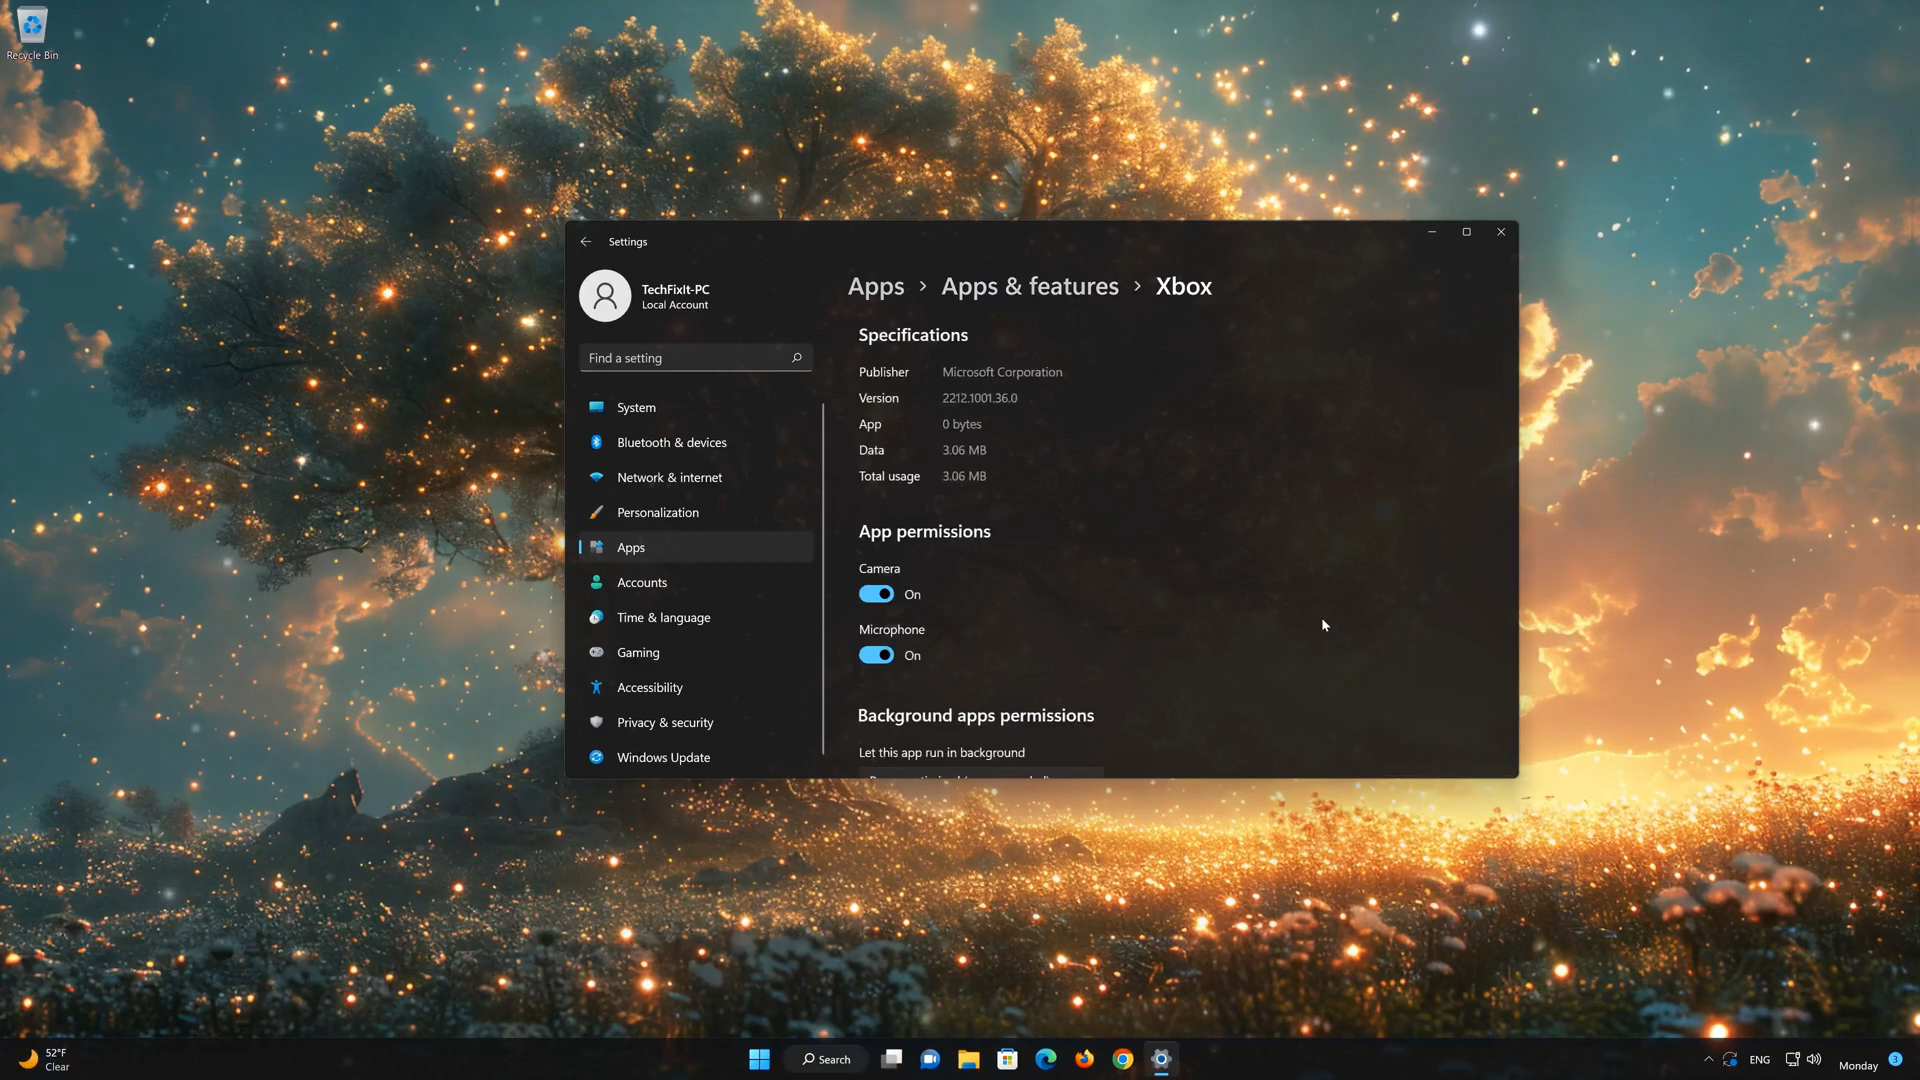 Recycle Bin
Settings
TechFixIt-PC
Local Account
Find a setting
System
Bluetooth & devices
Network & internet
Personalization
Apps
Accounts
Time & language
Gaming
Accessibility
Privacy & security
Windows Update
Apps > Apps & features > Xbox
Specifications
Publisher Microsoft Corporation
Version 2212.1001.36.0
App 0 bytes
Data 3.06 MB
Total usage 3.06 MB
App permissions
Camera
On
Microphone
On
Background apps permissions
Let this app run in background
52°F
Clear
Search
ENG
Monday
3